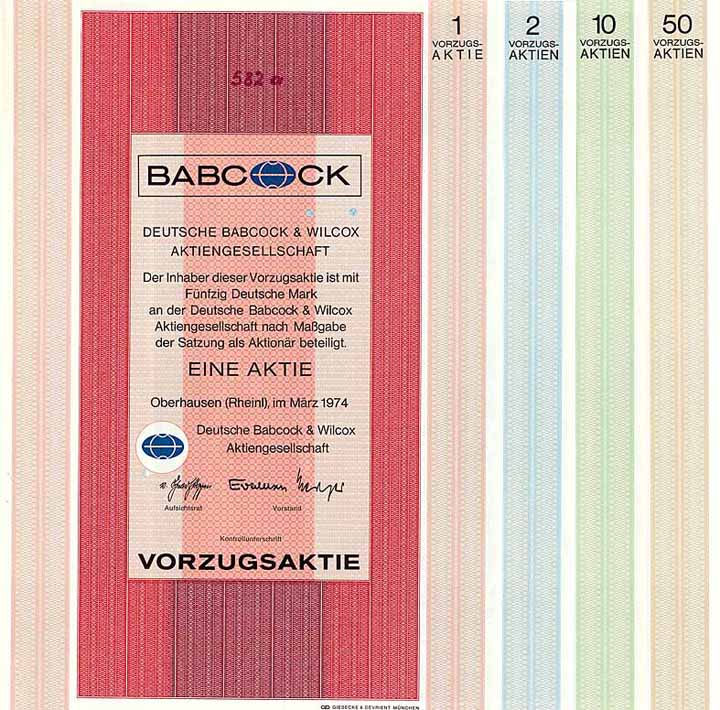 582 a
BABCOCK
DEUTSCHE BABCOCK & WILCOX
AKTIENGESELLSCHAFT
Der Inhaber dieser Vorzugsaktie ist mit
Fünfzig Deutsche Mark
an der Deutsche Babcock & Wilcox
Aktiengesellschaft nach Maßgabe
der Satzung als Aktionär beteiligt.
EINE AKTIE
Oberhausen (Rheinl), im März 1974
Deutsche Babcock & Wilcox
Aktiengesellschaft
Aufsichtsrat Vorstand
Kontrollunterschrift
VORZUGSAKTIE
GIESECKE & DEVRIENT MÜNCHEN
1
VORZUGS-
AKTIE
2
VORZUGS-
AKTIEN
10
VORZUGS-
AKTIEN
50
VORZUGS-
AKTIEN